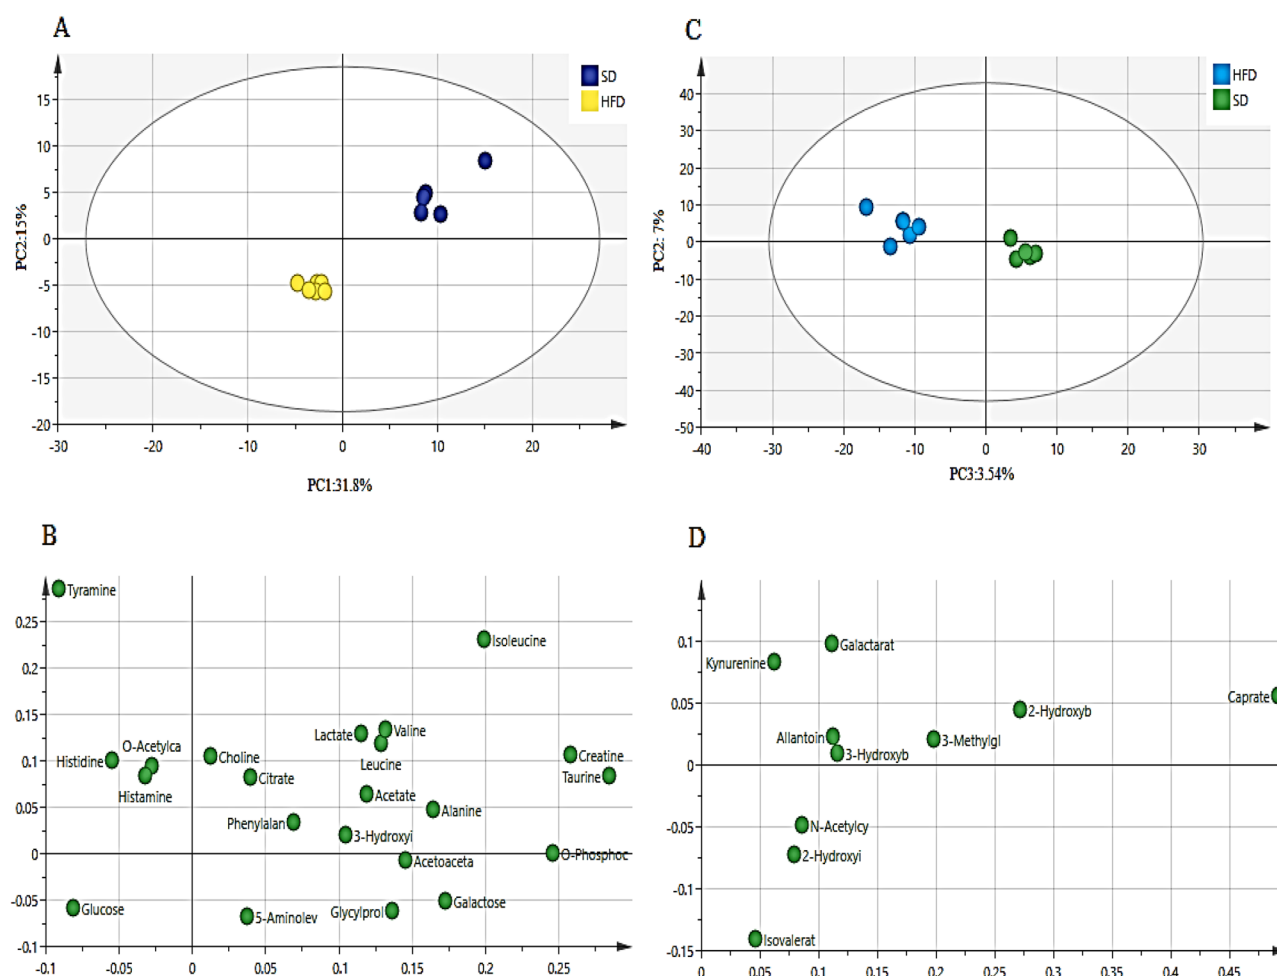 A
SD
HFD
15
10
5
0
-5
-10
-15
-20
PC2:15%
-30
-20
-10
0
10
20
PC1:31.8%
C
HFD
SD
40
30
20
10
0
-10
-20
-30
-40
-50
PC2: 7%
-40
-30
-20
-10
0
10
20
30
PC3:3.54%
B
Tyramine
0.25
Isoleucine
0.2
0.15
Lactate
Valine
O-Acetylca
Leucine
Histidine
0.1
Choline
Creatine
Histamine
Citrate
Taurine
Acetate
0.05
Alanine
Phenylalan
3-Hydroxyi
0
Acetoaceta
O-Phosphoc
-0.05
Glucose
5-Aminolev
Glycylprol
Galactose
-0.1
-0.1
-0.05
0
0.05
0.1
0.15
0.2
0.25
D
0.1
Galactarat
Kynurenine
0.05
Caprate
2-Hydroxyb
Allantoin
3-Methylgl
3-Hydroxyb
0
-0.05
N-Acetylcy
2-Hydroxyi
-0.1
Isovalerat
-0.15
0
0.05
0.1
0.15
0.2
0.25
0.3
0.35
0.4
0.45